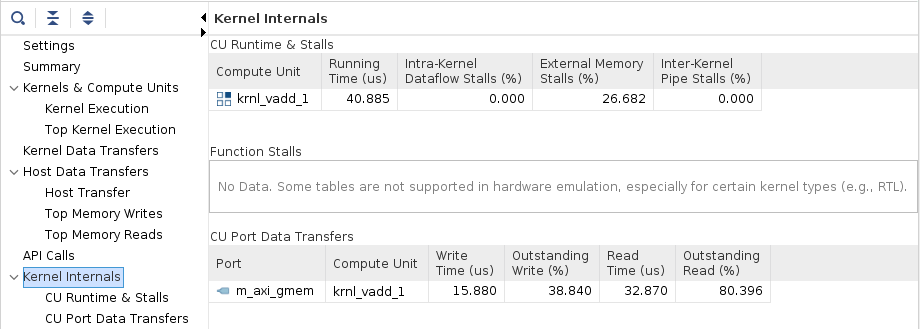 Settings
Summary
Kernels & Compute Units
Kernel Execution
Top Kernel Execution
Kernel Data Transfers
Host Data Transfers
Host Transfer
Top Memory Writes
Top Memory Reads
API Calls
Kernel Internals
CU Runtime & Stalls
CU Port Data Transfers
Kernel Internals
CU Runtime & Stalls
Compute Unit Running Time (us) Intra-Kernel Dataflow Stalls (%) External Memory Stalls (%) Inter-Kernel Pipe Stalls (%)
krnl_vadd_1 40.885 0.000 26.682 0.000
Function Stalls
No Data. Some tables are not supported in hardware emulation, especially for certain kernel types (e.g., RTL).
CU Port Data Transfers
Port Compute Unit Write Time (us) Outstanding Write (%) Read Time (us) Outstanding Read (%)
m_axi_gmem krnl_vadd_1 15.880 38.840 32.870 80.396